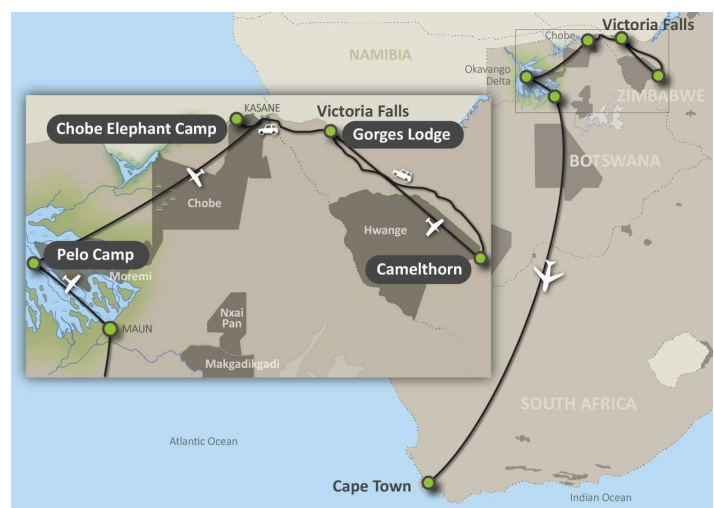 Victoria Falls
Chobe
NAMIBIA
Okavango
Delta
ZIMBABWE
BOTSWANA
KASANE
Victoria Falls
Chobe Elephant Camp
Gorges Lodge
Chobe
Hwange
Pelo Camp
Camelthorn
Moremi
MAUN
Nxai
Pan
Makgadikgadi
SOUTH AFRICA
Atlantic Ocean
Cape Town
Indian Ocean